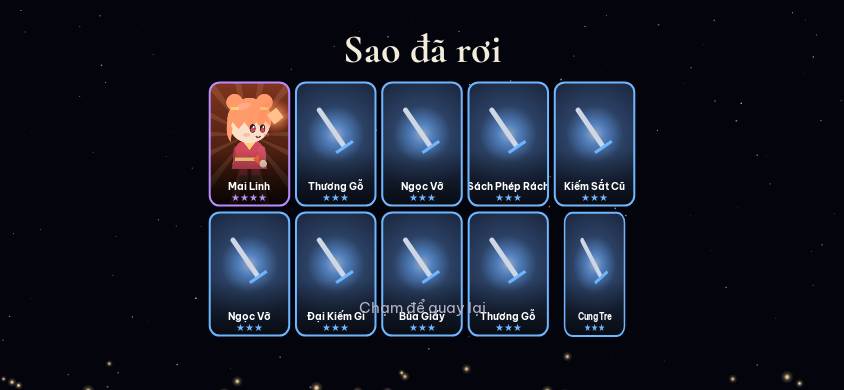 Sao đã rơi
Mai Linh
★★★★
Thương Gỗ
★★★
Ngọc Vỡ
★★★
Sách Phép Rách
★★★
Kiếm Sắt Cũ
★★★
Ngọc Vỡ
★★★
Đại Kiếm Gỉ
★★★
Bùa Giấy
★★★
Thương Gỗ
★★★
Cung Tre
★★★
Chạm để quay lại